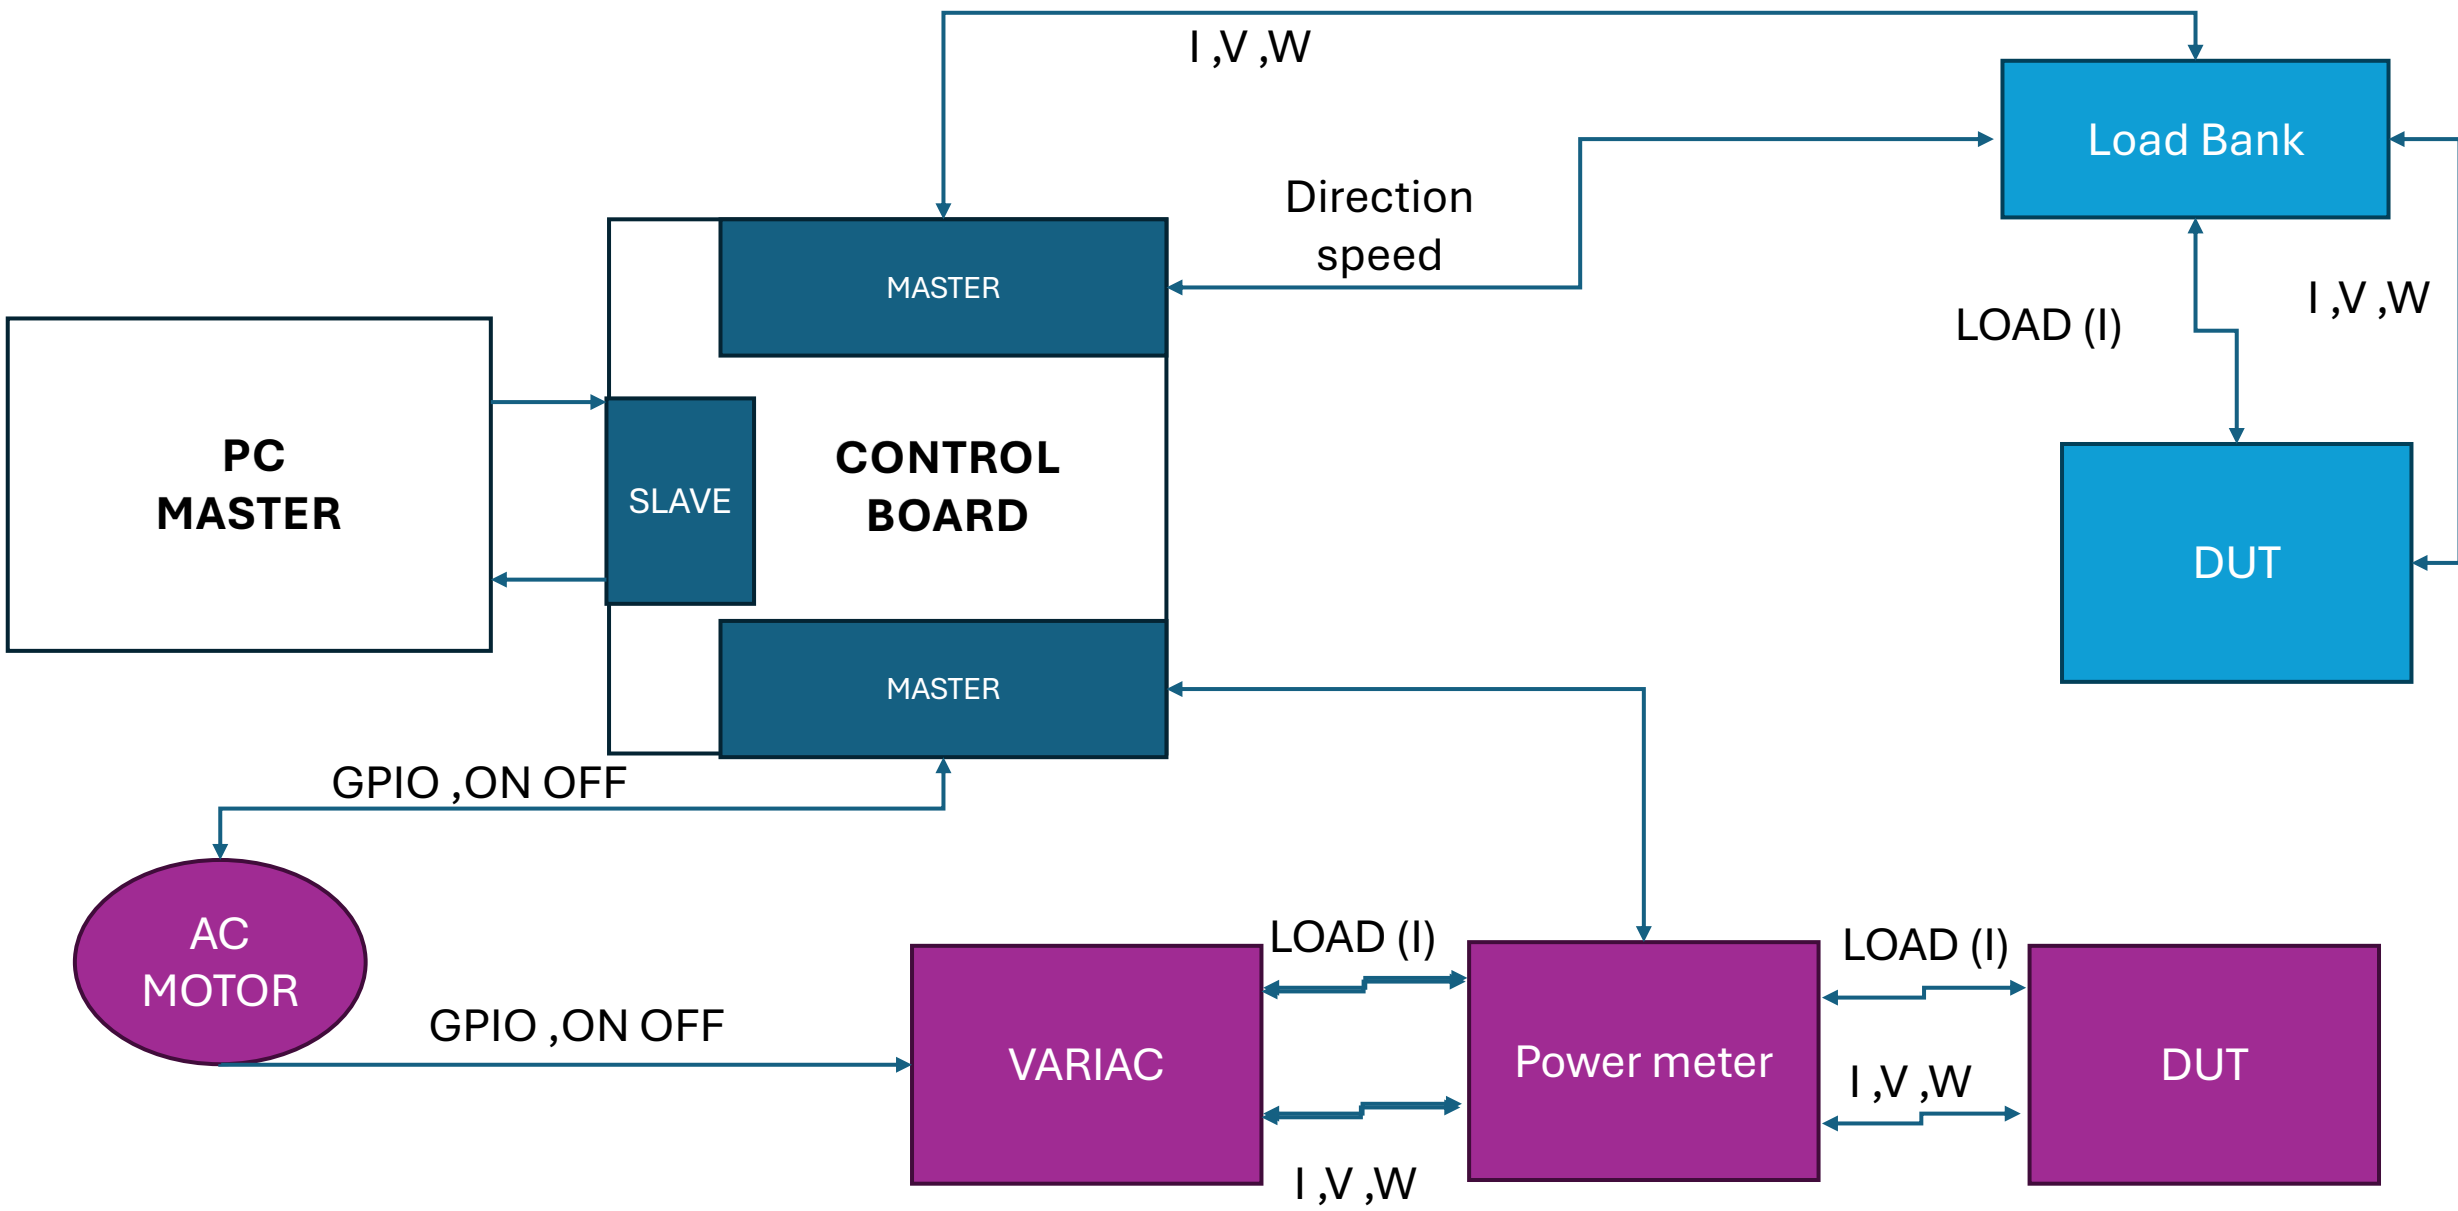 I ,V ,W
Load Bank
Direction
speed
MASTER
I ,V ,W
LOAD (I)
PC
MASTER
SLAVE
CONTROL
BOARD
DUT
MASTER
GPIO ,ON OFF
AC
MOTOR
GPIO ,ON OFF
VARIAC
LOAD (I)
I ,V ,W
Power meter
LOAD (I)
I ,V ,W
DUT